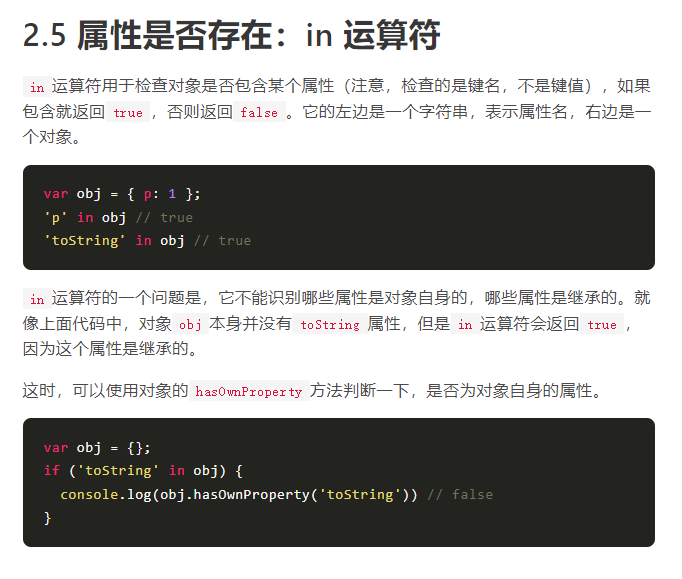 2.5 属性是否存在：in 运算符
in 运算符用于检查对象是否包含某个属性（注意，检查的是键名，不是键值），如果
包含就返回 true ，否则返回 false 。它的左边是一个字符串，表示属性名，右边是一
个对象。
var obj = { p: 1 };
'p' in obj // true
'toString' in obj // true
in 运算符的一个问题是，它不能识别哪些属性是对象自身的，哪些属性是继承的。就
像上面代码中，对象 obj 本身并没有 toString 属性，但是 in 运算符会返回 true ，
因为这个属性是继承的。
这时，可以使用对象的 hasOwnProperty 方法判断一下，是否为对象自身的属性。
var obj = {};
if ('toString' in obj) {
  console.log(obj.hasOwnProperty('toString')) // false
}